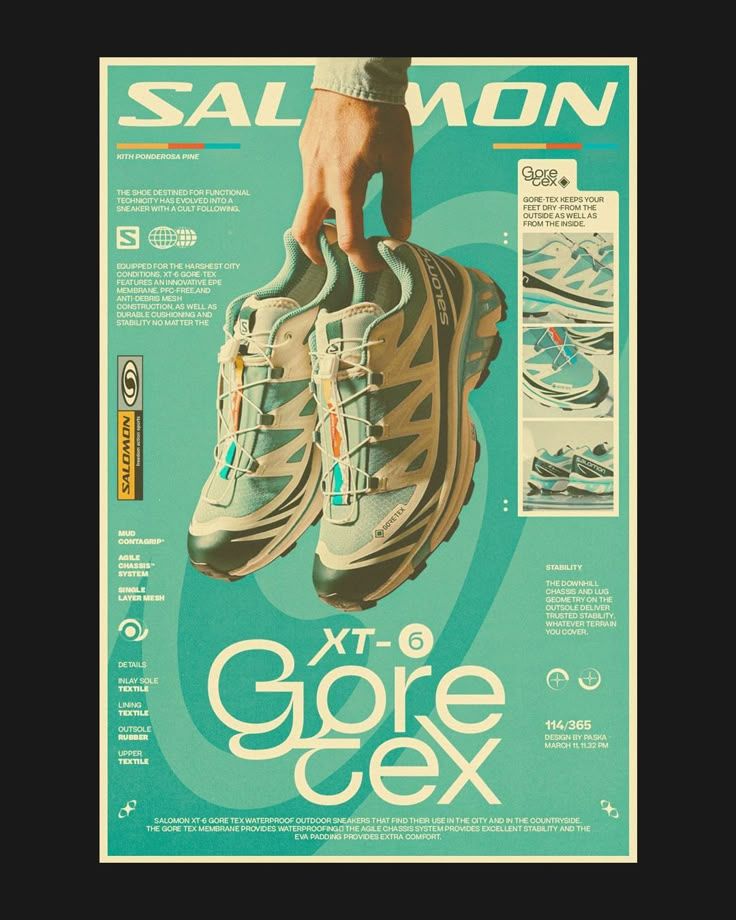 SAL MON
KITH PONDEROSA PINE
THE SHOE DESTINED FOR FUNCTIONAL
TECHNICITY HAS EVOLVED INTO A
SNEAKER WITH A CULT FOLLOWING.
S
EQUIPPED FOR THE HARSHEST CITY
CONDITIONS, XT-6 GORE-TEX
FEATURES AN INNOVATIVE EPE
MEMBRANE, PFC-FREE, AND
ANTI-DEBRIS MESH
CONSTRUCTION, AS WELL AS
DURABLE CUSHIONING AND
STABILITY NO MATTER THE
SALOMON
freedom action sports
MUD
CONTAGRIP®
AGILE
CHASSIS™
SYSTEM
SINGLE
LAYER MESH
DETAILS
INLAY SOLE
TEXTILE
LINING
TEXTILE
OUTSOLE
RUBBER
UPPER
TEXTILE
S
S
SALOMON
GORETEX
Gore
tex
GORE-TEX KEEPS YOUR
FEET DRY -FROM THE
OUTSIDE AS WELL AS
FROM THE INSIDE.
SALOMON
STABILITY
THE DOWNHILL
CHASSIS AND LUG
GEOMETRY ON THE
OUTSOLE DELIVER
TRUSTED STABILITY,
WHATEVER TERRAIN
YOU COVER.
114/365
DESIGN BY PASKA
MARCH 11, 11.32 PM
XT-6
Gore
tex
SALOMON XT-6 GORE TEX WATERPROOF OUTDOOR SNEAKERS THAT FIND THEIR USE IN THE CITY AND IN THE COUNTRYSIDE.
THE GORE TEX MEMBRANE PROVIDES WATERPROOFING THE AGILE CHASSIS SYSTEM PROVIDES EXCELLENT STABILITY AND THE
EVA PADDING PROVIDES EXTRA COMFORT.